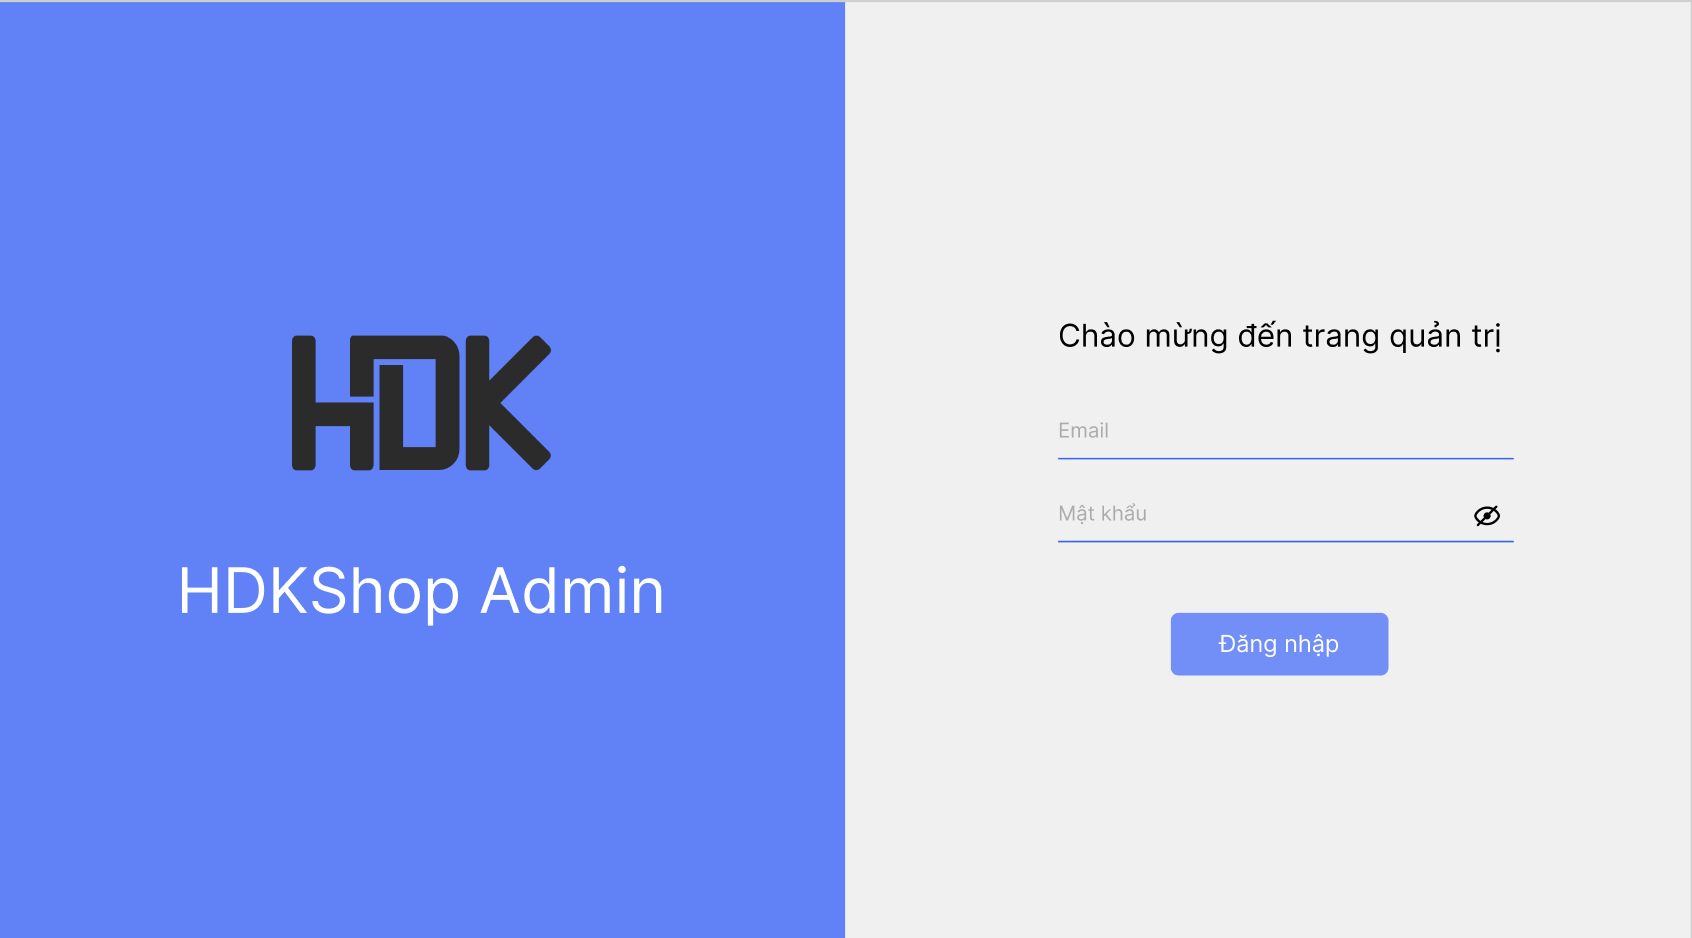 HDK
HDKShop Admin
Chào mừng đến trang quản trị
Email
Mật khẩu
Đăng nhập